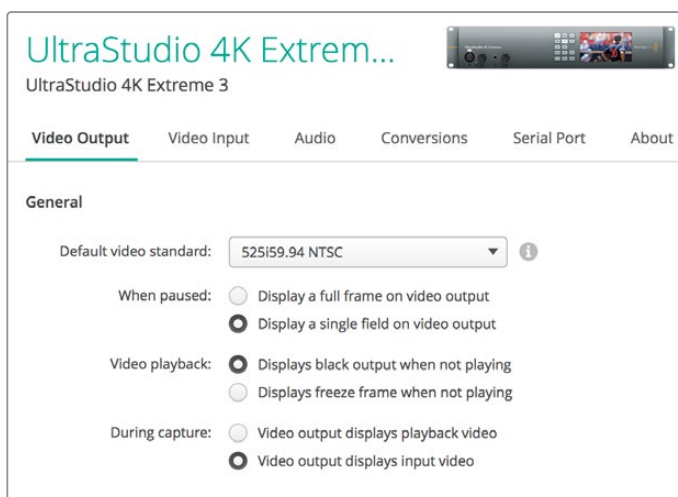 UltraStudio 4K Extrem...
UltraStudio 4K Extreme 3
Video Output Video Input Audio Conversions Serial Port About
General
Default video standard: 525i59.94 NTSC
When paused: Display a full frame on video output
Display a single field on video output
Video playback: Displays black output when not playing
Displays freeze frame when not playing
During capture: Video output displays playback video
Video output displays input video